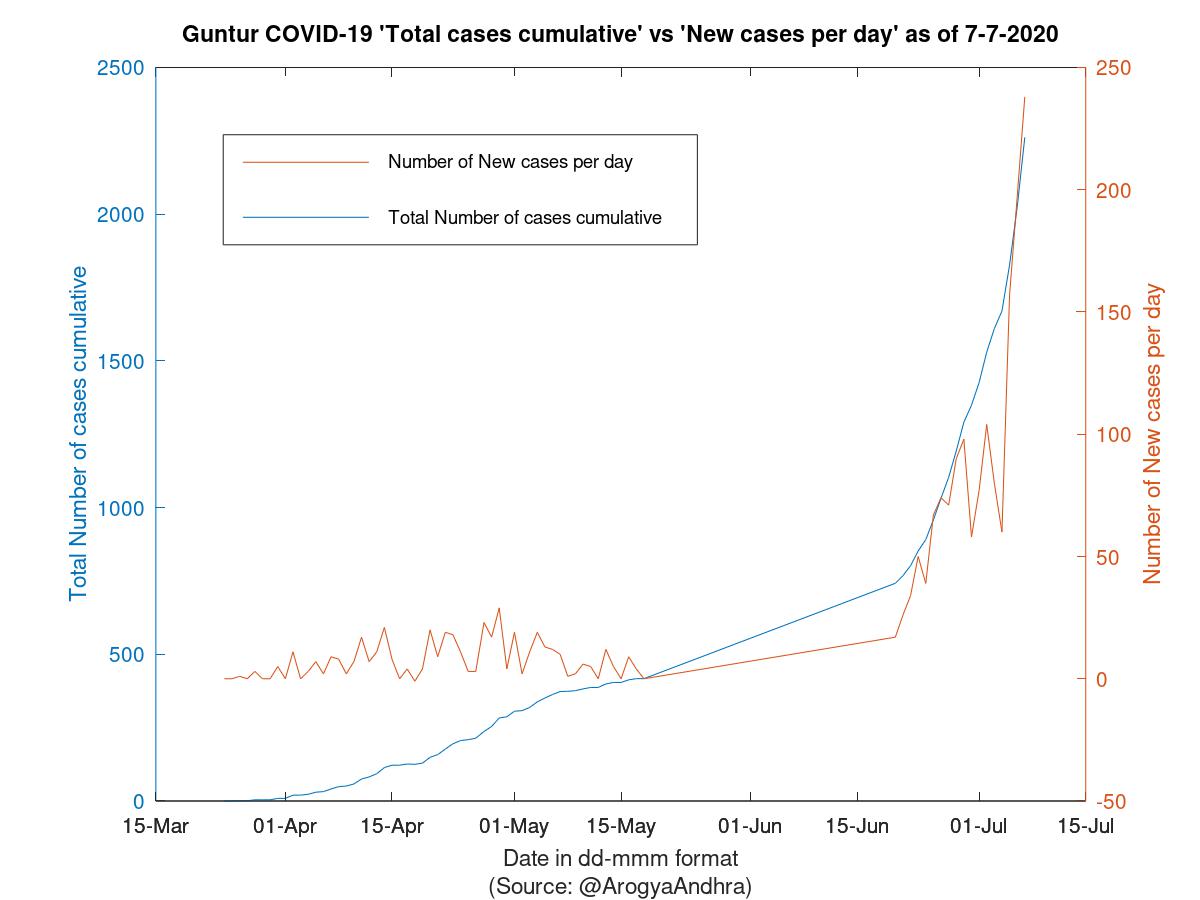 Guntur COVID-19 'Total cases cumulative' vs 'New cases per day' as of 7-7-2020
2500
2000
1500
1000
500
0
Total Number of cases cumulative
Number of New cases per day
Total Number of cases cumulative
250
200
150
100
50
0
-50
Number of New cases per day
15-Mar 01-Apr 15-Apr 01-May 15-May 01-Jun 15-Jun 01-Jul 15-Jul
Date in dd-mmm format
(Source: @ArogyaAndhra)